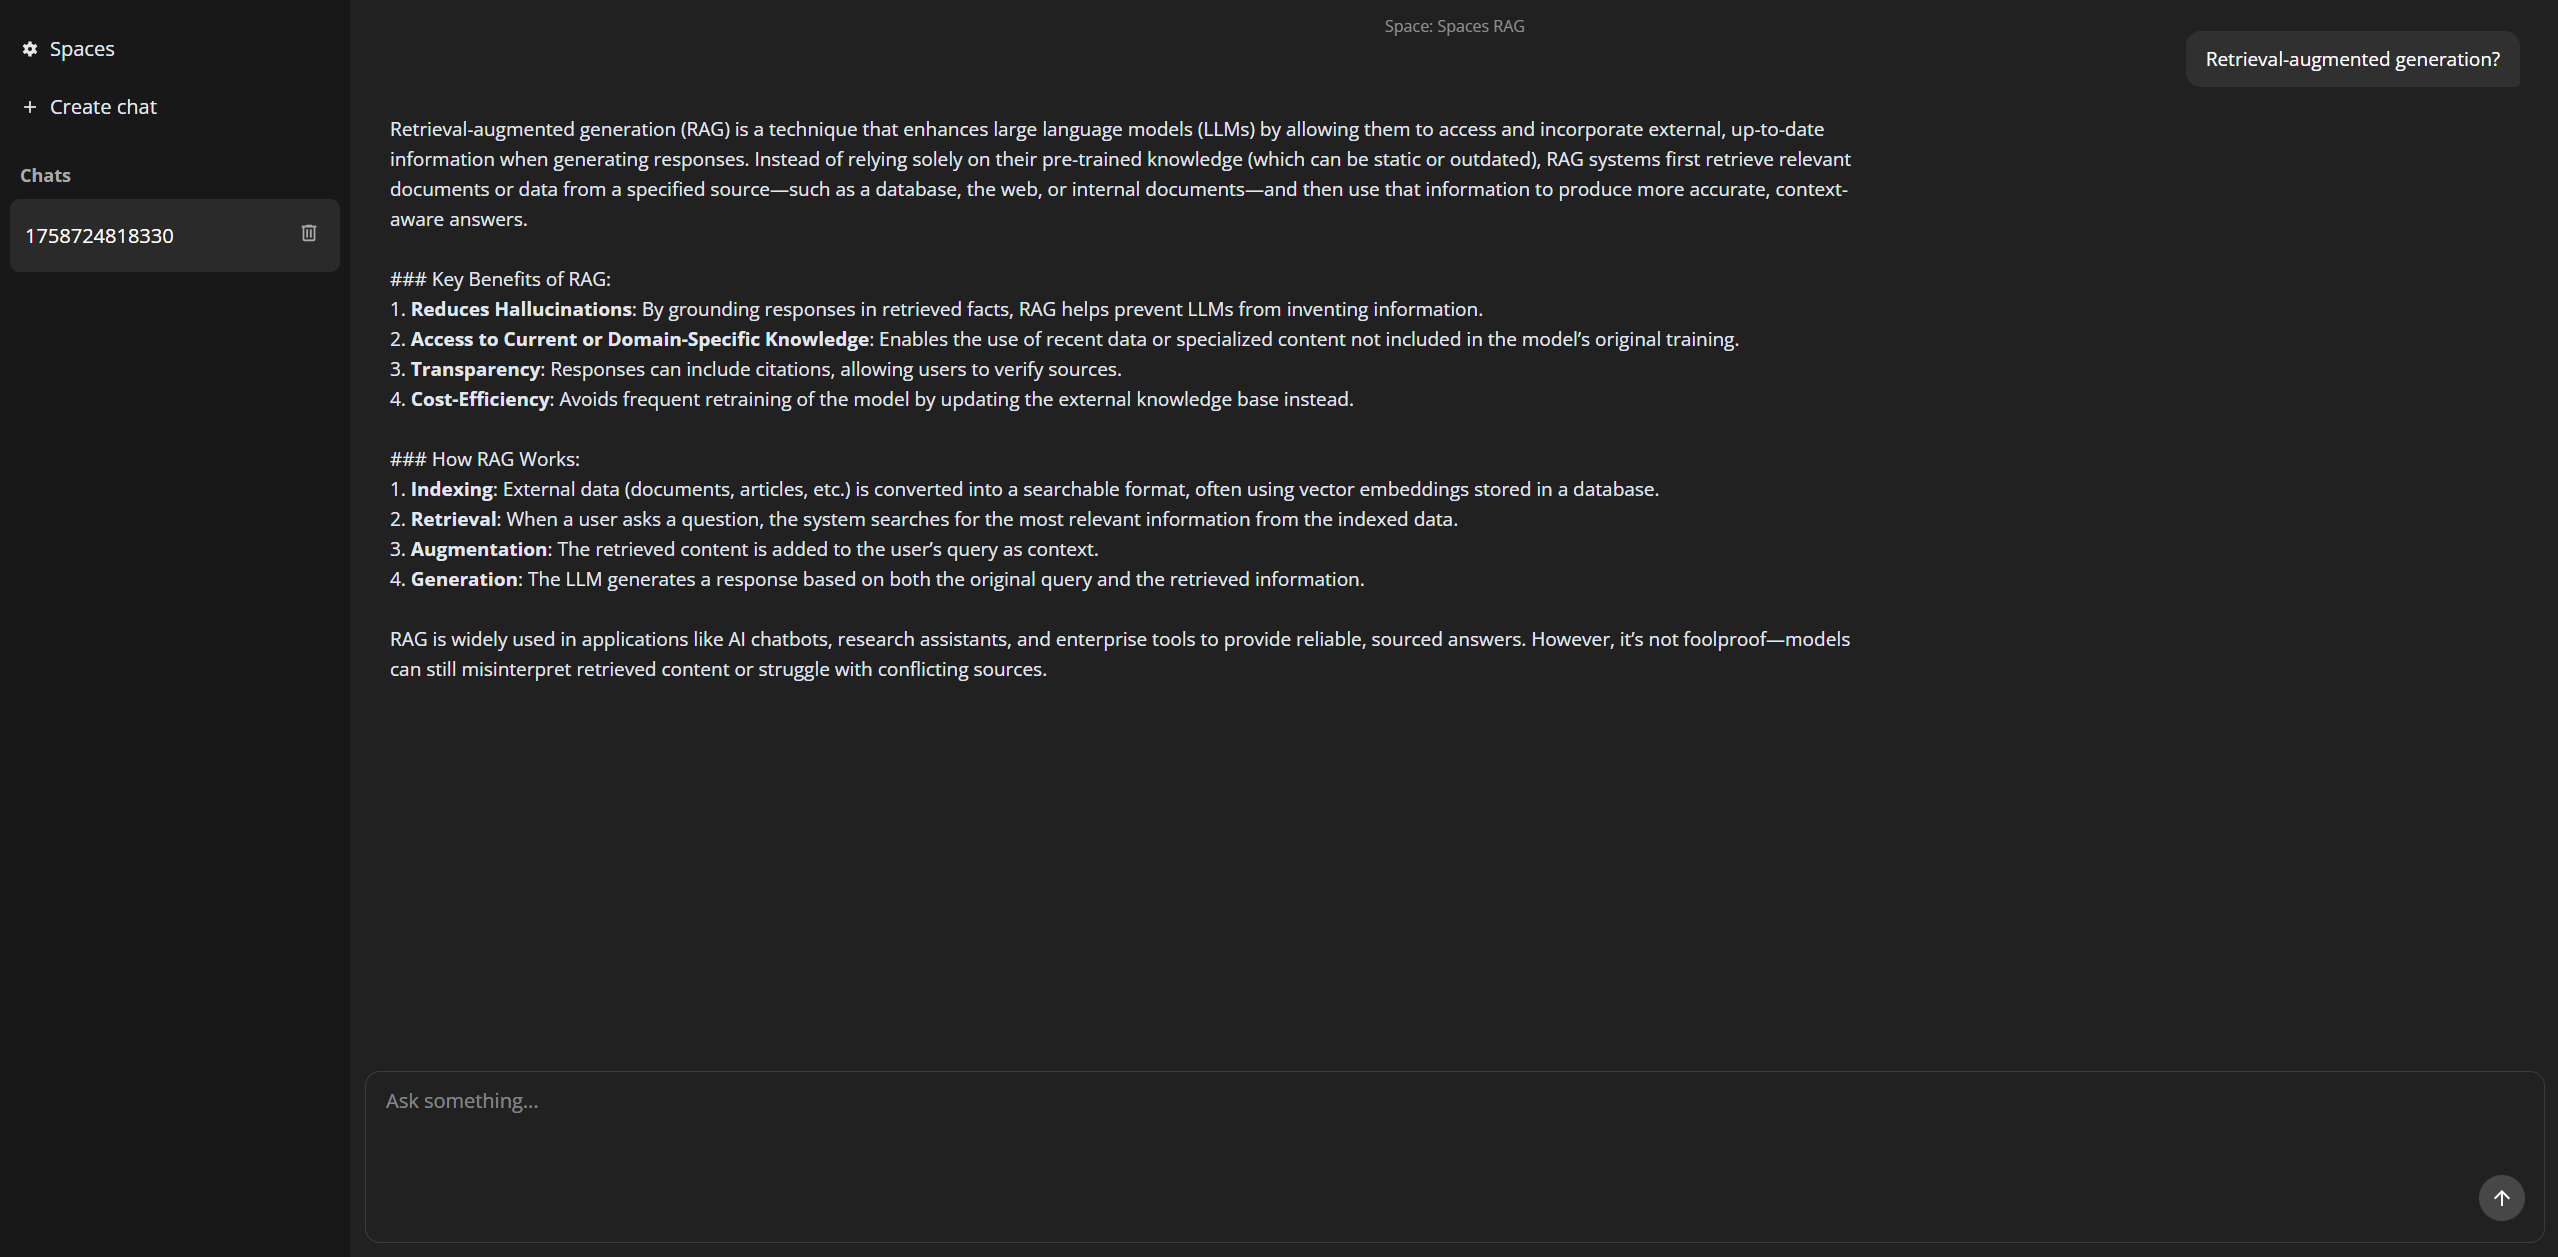 Spaces
Create chat
Chats
1758724818330
Space: Spaces RAG
Retrieval-augmented generation?
Retrieval-augmented generation (RAG) is a technique that enhances large language models (LLMs) by allowing them to access and incorporate external, up-to-date
information when generating responses. Instead of relying solely on their pre-trained knowledge (which can be static or outdated), RAG systems first retrieve relevant
documents or data from a specified source—such as a database, the web, or internal documents—and then use that information to produce more accurate, context-
aware answers.
### Key Benefits of RAG:
1. Reduces Hallucinations: By grounding responses in retrieved facts, RAG helps prevent LLMs from inventing information.
2. Access to Current or Domain-Specific Knowledge: Enables the use of recent data or specialized content not included in the model’s original training.
3. Transparency: Responses can include citations, allowing users to verify sources.
4. Cost-Efficiency: Avoids frequent retraining of the model by updating the external knowledge base instead.
### How RAG Works:
1. Indexing: External data (documents, articles, etc.) is converted into a searchable format, often using vector embeddings stored in a database.
2. Retrieval: When a user asks a question, the system searches for the most relevant information from the indexed data.
3. Augmentation: The retrieved content is added to the user’s query as context.
4. Generation: The LLM generates a response based on both the original query and the retrieved information.
RAG is widely used in applications like AI chatbots, research assistants, and enterprise tools to provide reliable, sourced answers. However, it’s not foolproof—models
can still misinterpret retrieved content or struggle with conflicting sources.
Ask something...